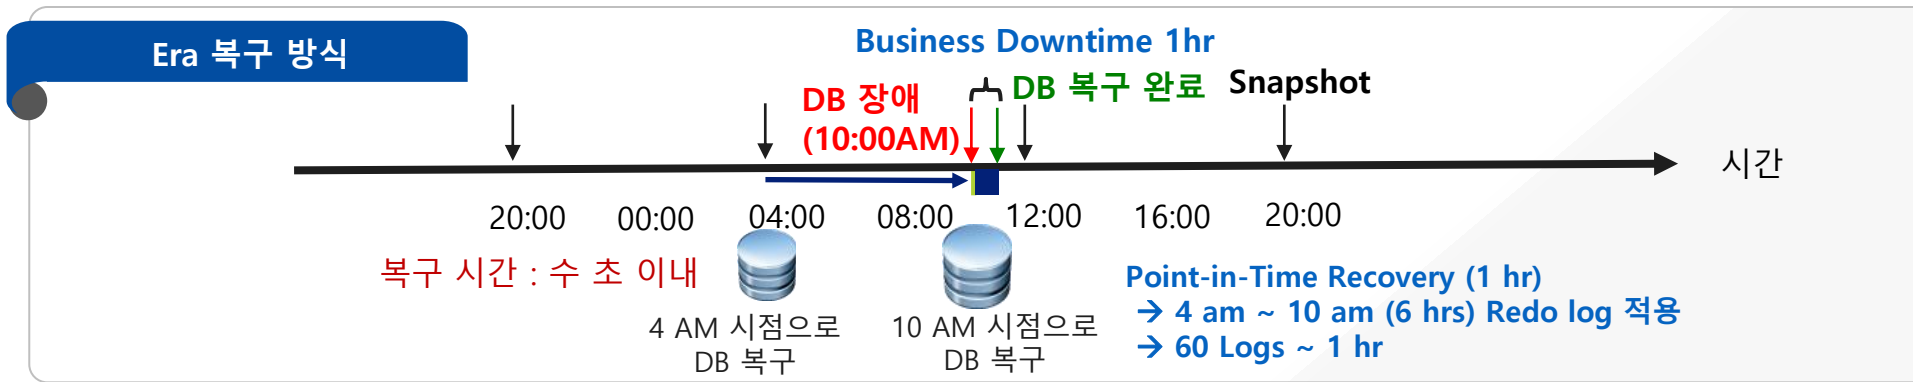 Era 복구 방식
Business Downtime 1hr
DB 장애
(10:00AM)
DB 복구 완료
Snapshot
시간
20:00
00:00
04:00
08:00
12:00
16:00
20:00
복구 시간 : 수 초 이내
4 AM 시점으로
DB 복구
10 AM 시점으로
DB 복구
Point-in-Time Recovery (1 hr)
→ 4 am ~ 10 am (6 hrs) Redo log 적용
→ 60 Logs ~ 1 hr